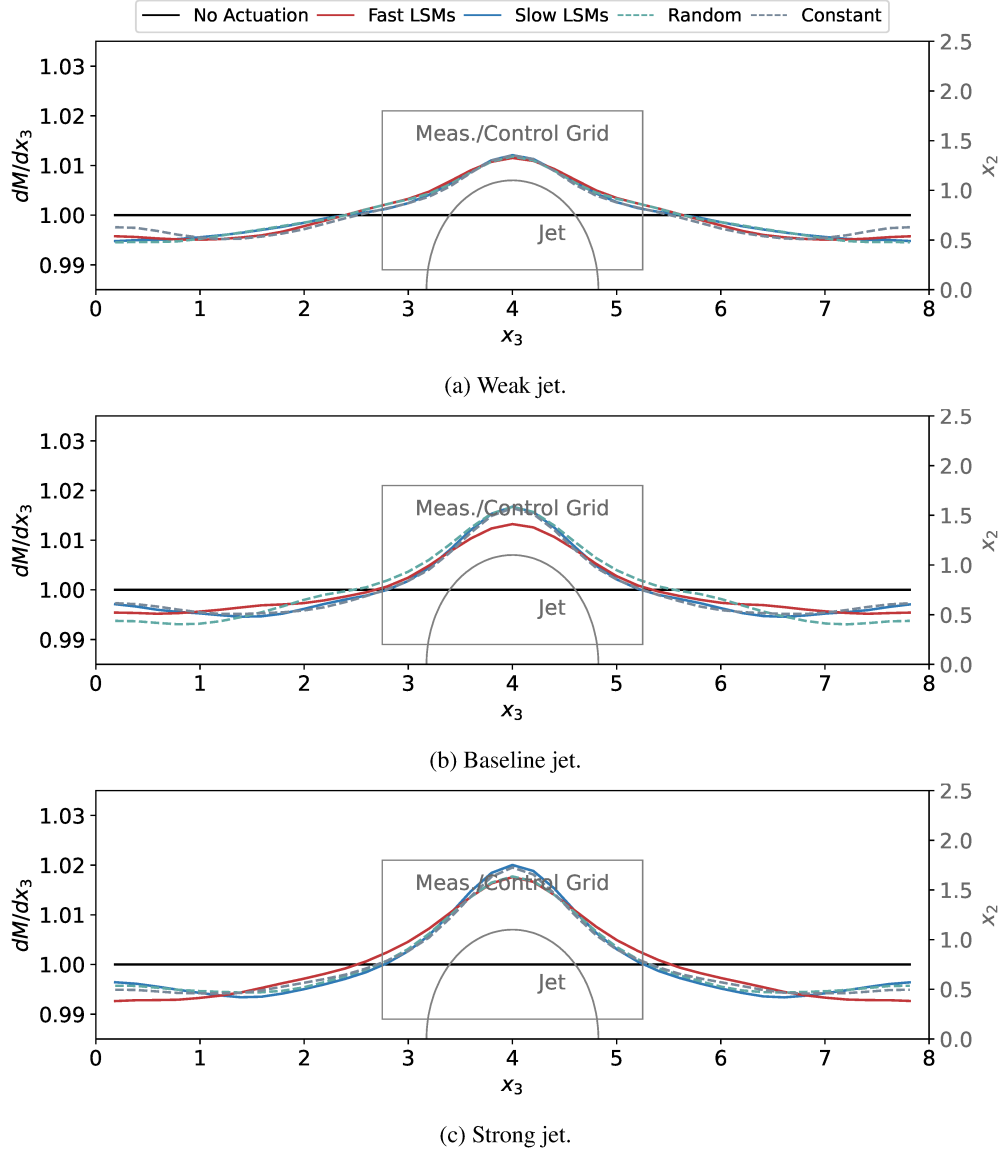 No Actuation Fast LSMs Slow LSMs Random Constant
1.03
1.02
1.01
1.00
0.99
dM/dx3
2.5
2.0
1.5
1.0
0.5
0.0
x2
Meas./Control Grid
Jet
0 1 2 3 4 5 6 7 8
x3
(a) Weak jet.
1.03
1.02
1.01
1.00
0.99
dM/dx3
2.5
2.0
1.5
1.0
0.5
0.0
x2
Meas./Control Grid
Jet
0 1 2 3 4 5 6 7 8
x3
(b) Baseline jet.
1.03
1.02
1.01
1.00
0.99
dM/dx3
2.5
2.0
1.5
1.0
0.5
0.0
x2
Meas./Control Grid
Jet
0 1 2 3 4 5 6 7 8
x3
(c) Strong jet.